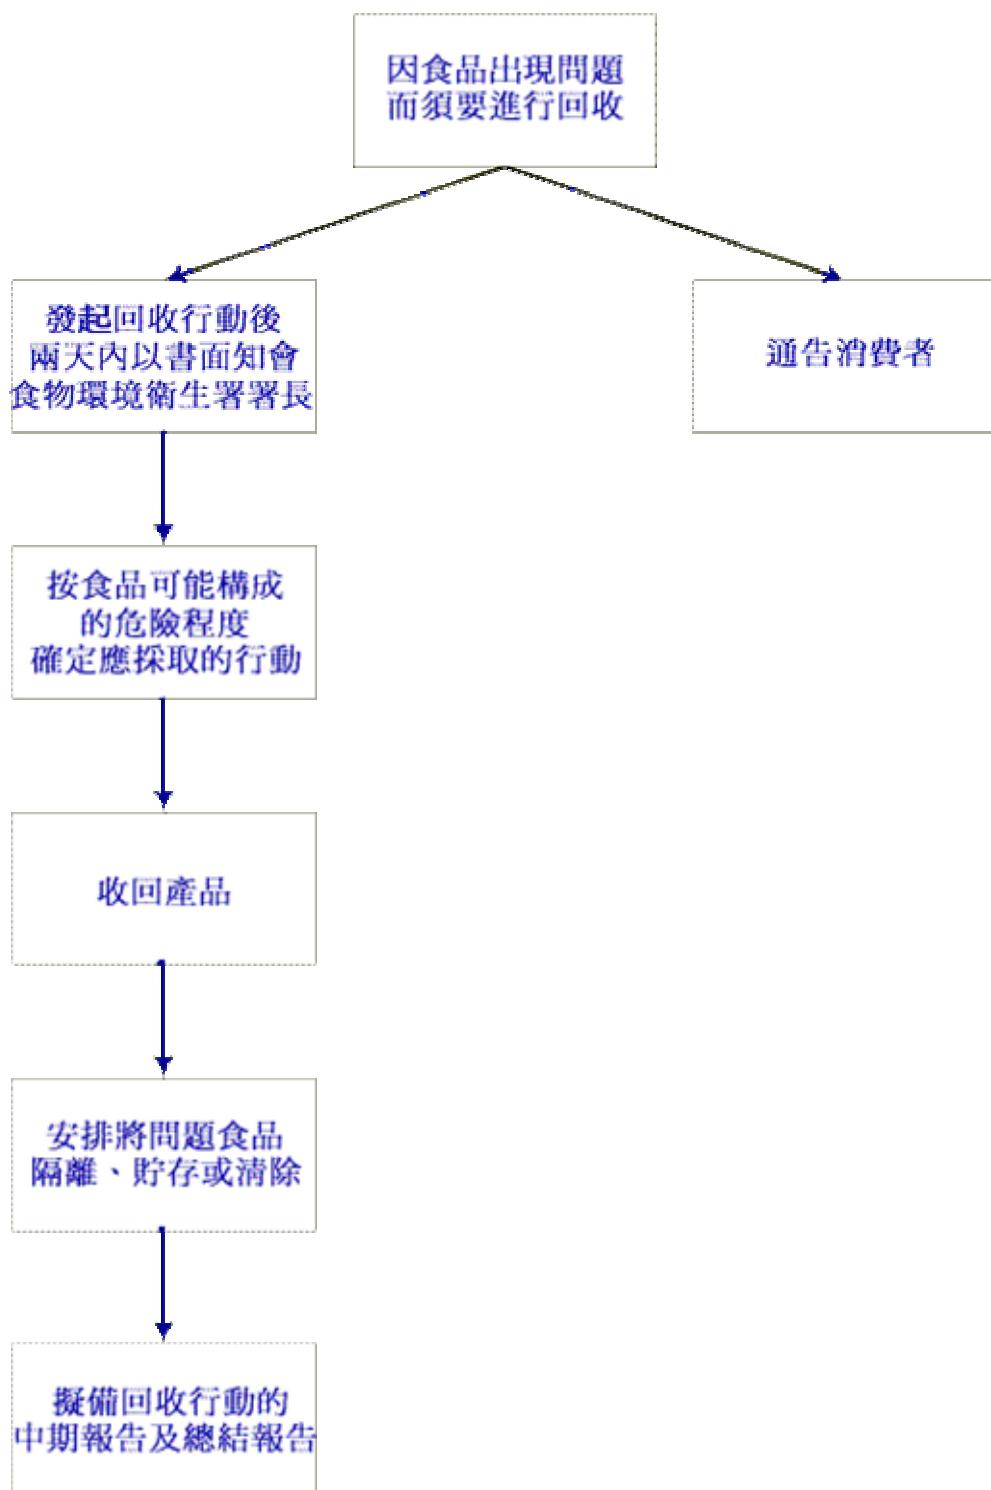 因食品出現問題
而須要進行回收
發起回收行動後
兩天內以書面知會
食物環境衛生署署長
通告消費者
按食品可能構成
的危險程度
確定應採取的行動
收回產品
安排將問題食品
隔離、貯存或清除
擬備回收行動的
中期報告及總結報告